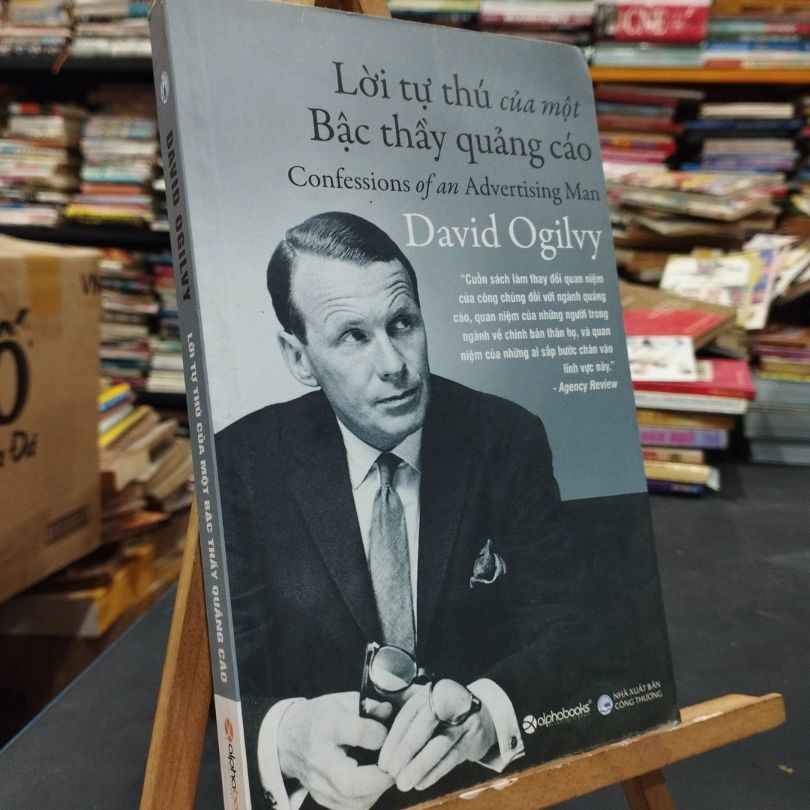 Lời tự thú của một
Bậc thầy quảng cáo
Confessions of an Advertising Man
David Ogilvy
"Cuốn sách làm thay đổi quan niệm
của công chúng đối với ngành quảng
cáo, quan niệm của những người trong
ngành về chính bản thân họ, và quan
niệm của những ai sắp bước chân vào
lĩnh vực này."
- Agency Review
alphabooks
NHÀ XUẤT BẢN
CÔNG THƯƠNG
DAVID OGILVY
LỜI TỰ THÚ CỦA MỘT BẬC THẦY QUẢNG CÁO
alphabo
VN